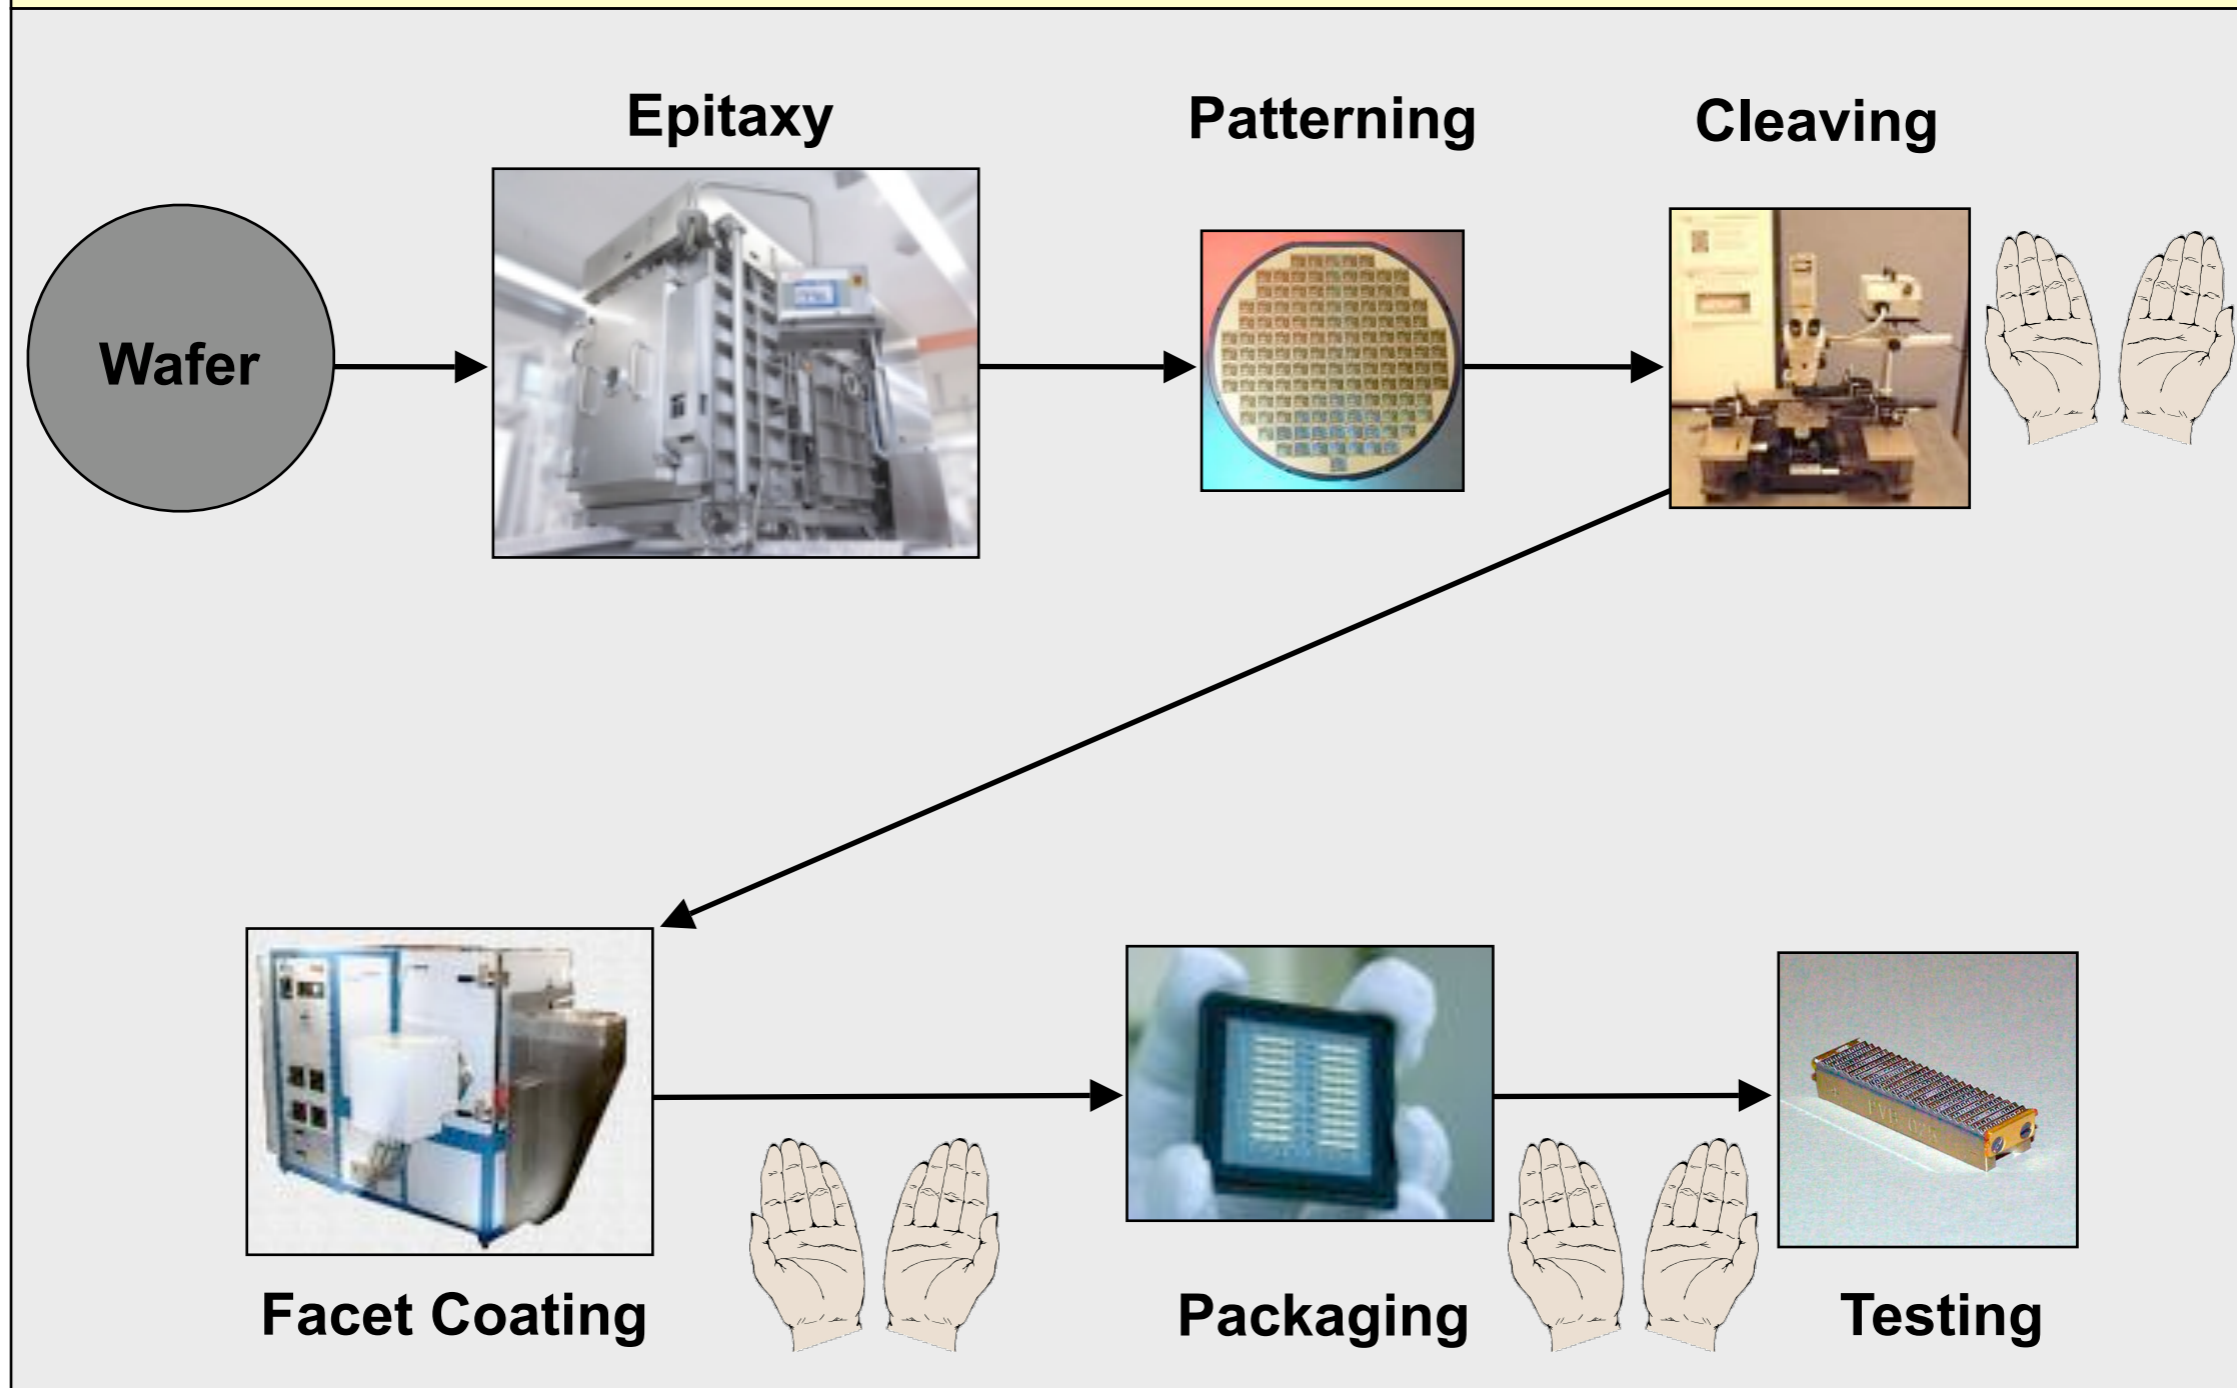 Epitaxy
Patterning
Cleaving
Wafer
Facet Coating
Packaging
Testing